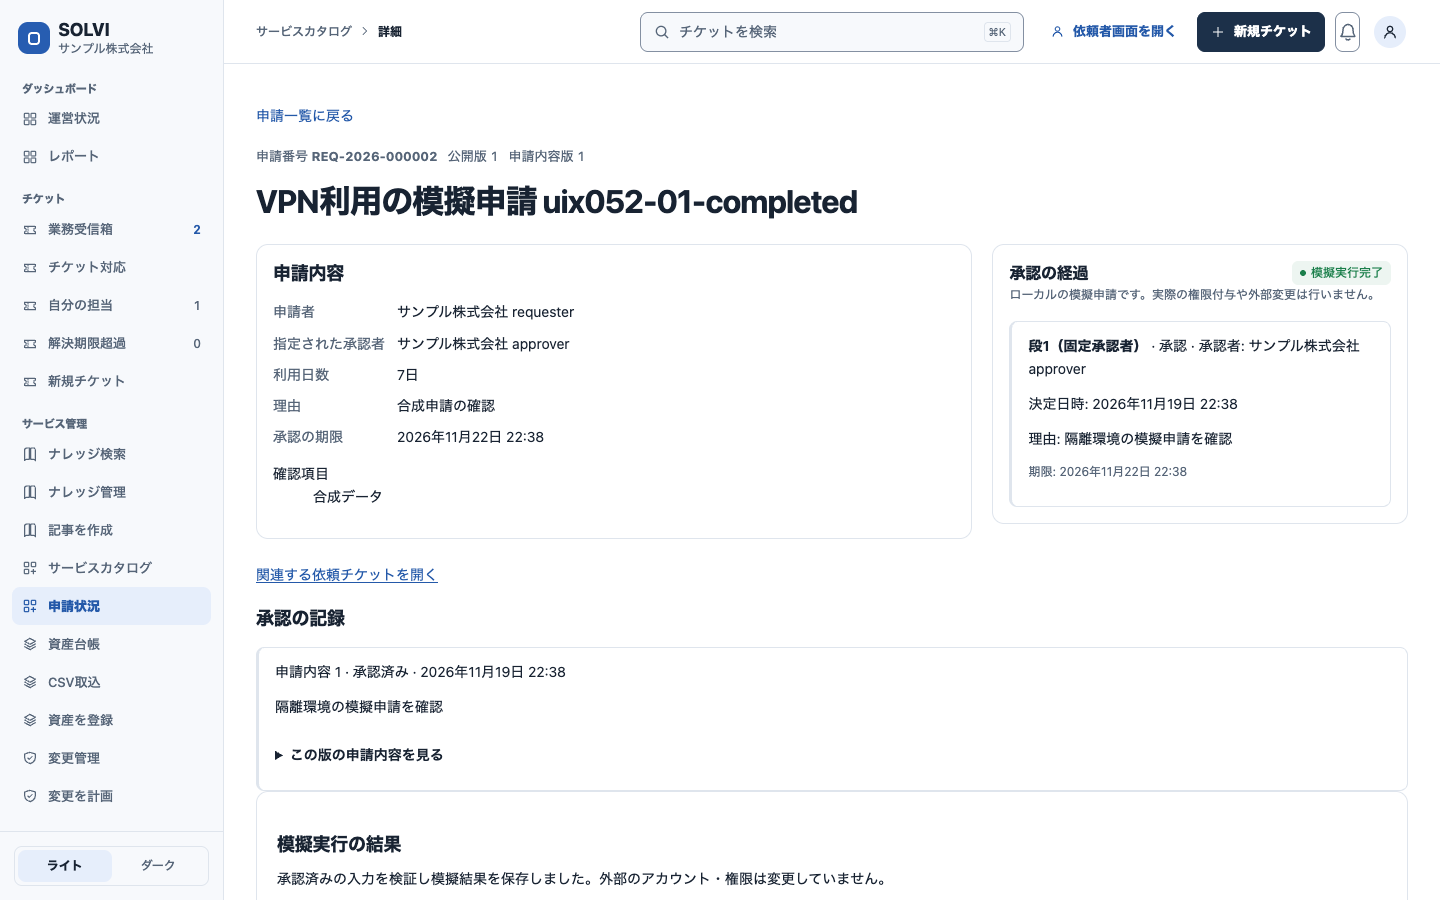 SOLVI
サンプル株式会社
ダッシュボード
運営状況
レポート
チケット
業務受信箱 2
チケット対応
自分の担当 1
解決期限超過 0
新規チケット
サービス管理
ナレッジ検索
ナレッジ管理
記事を作成
サービスカタログ
申請状況
資産台帳
CSV取込
資産を登録
変更管理
変更を計画
ライト ダーク
サービスカタログ > 詳細
チケットを検索 ⌘K
依頼者画面を開く
+ 新規チケット
申請一覧に戻る
申請番号 REQ-2026-000002 公開版 1 申請内容版 1
VPN利用の模擬申請 uix052-01-completed
申請内容
申請者 サンプル株式会社 requester
指定された承認者 サンプル株式会社 approver
利用日数 7日
理由 合成申請の確認
承認の期限 2026年11月22日 22:38
確認項目
合成データ
承認の経過
模擬実行完了
ローカルの模擬申請です。実際の権限付与や外部変更は行いません。
段1（固定承認者） · 承認 · 承認者: サンプル株式会社
approver
決定日時: 2026年11月19日 22:38
理由: 隔離環境の模擬申請を確認
期限: 2026年11月22日 22:38
関連する依頼チケットを開く
承認の記録
申請内容 1 · 承認済み · 2026年11月19日 22:38
隔離環境の模擬申請を確認
▶ この版の申請内容を見る
模擬実行の結果
承認済みの入力を検証し模擬結果を保存しました。外部のアカウント・権限は変更していません。